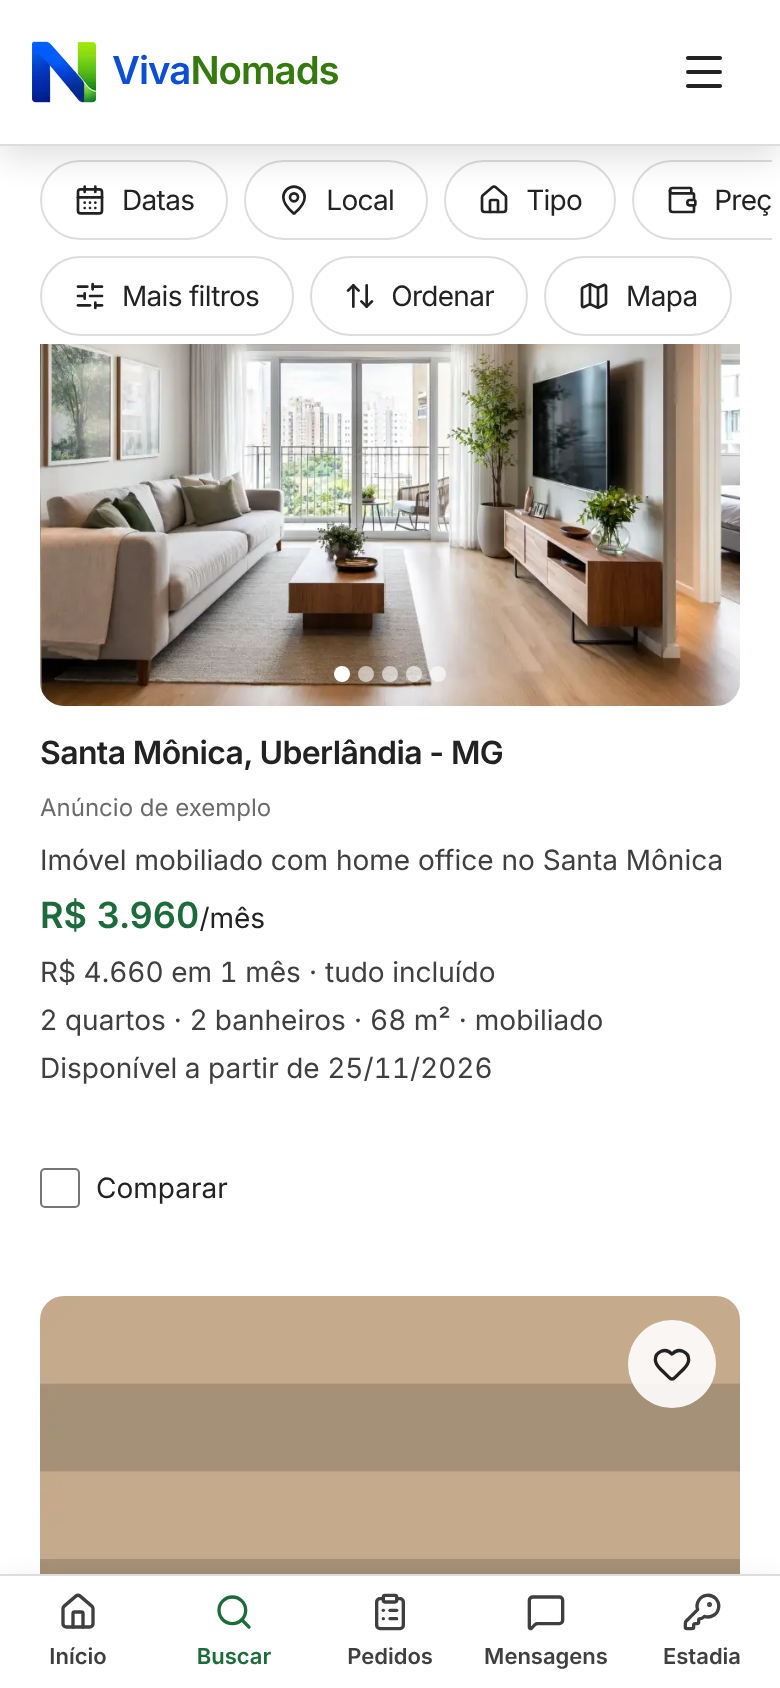 VivaNomads
Datas
Local
Tipo
Preç
Mais filtros
Ordenar
Mapa
Santa Mônica, Uberlândia - MG
Anúncio de exemplo
Imóvel mobiliado com home office no Santa Mônica
R$ 3.960/mês
R$ 4.660 em 1 mês · tudo incluído
2 quartos · 2 banheiros · 68 m² · mobiliado
Disponível a partir de 25/11/2026
Comparar
Início
Buscar
Pedidos
Mensagens
Estadia